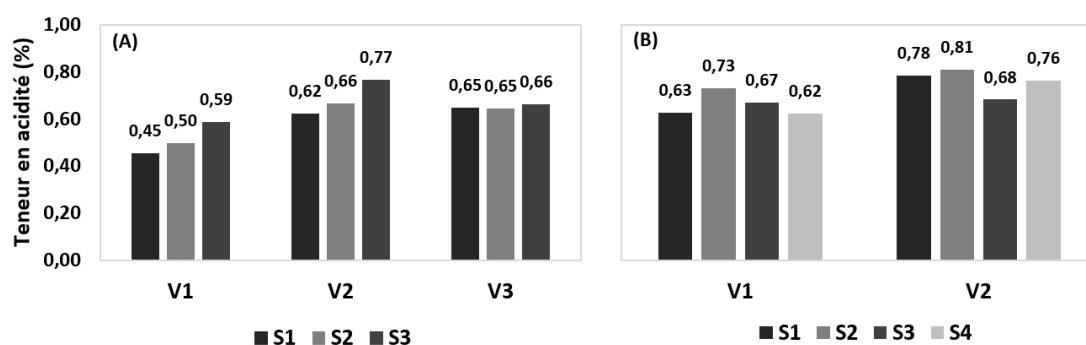 Teneur en acidité (%)
1,00
0,80
0,60
0,40
0,20
0,00
(A)
0,45 0,50 0,59
0,62 0,66 0,77
0,65 0,65 0,66
V1 V2 V3
S1 S2 S3
(B)
0,63 0,73 0,67 0,62
0,78 0,81 0,68 0,76
V1 V2
S1 S2 S3 S4